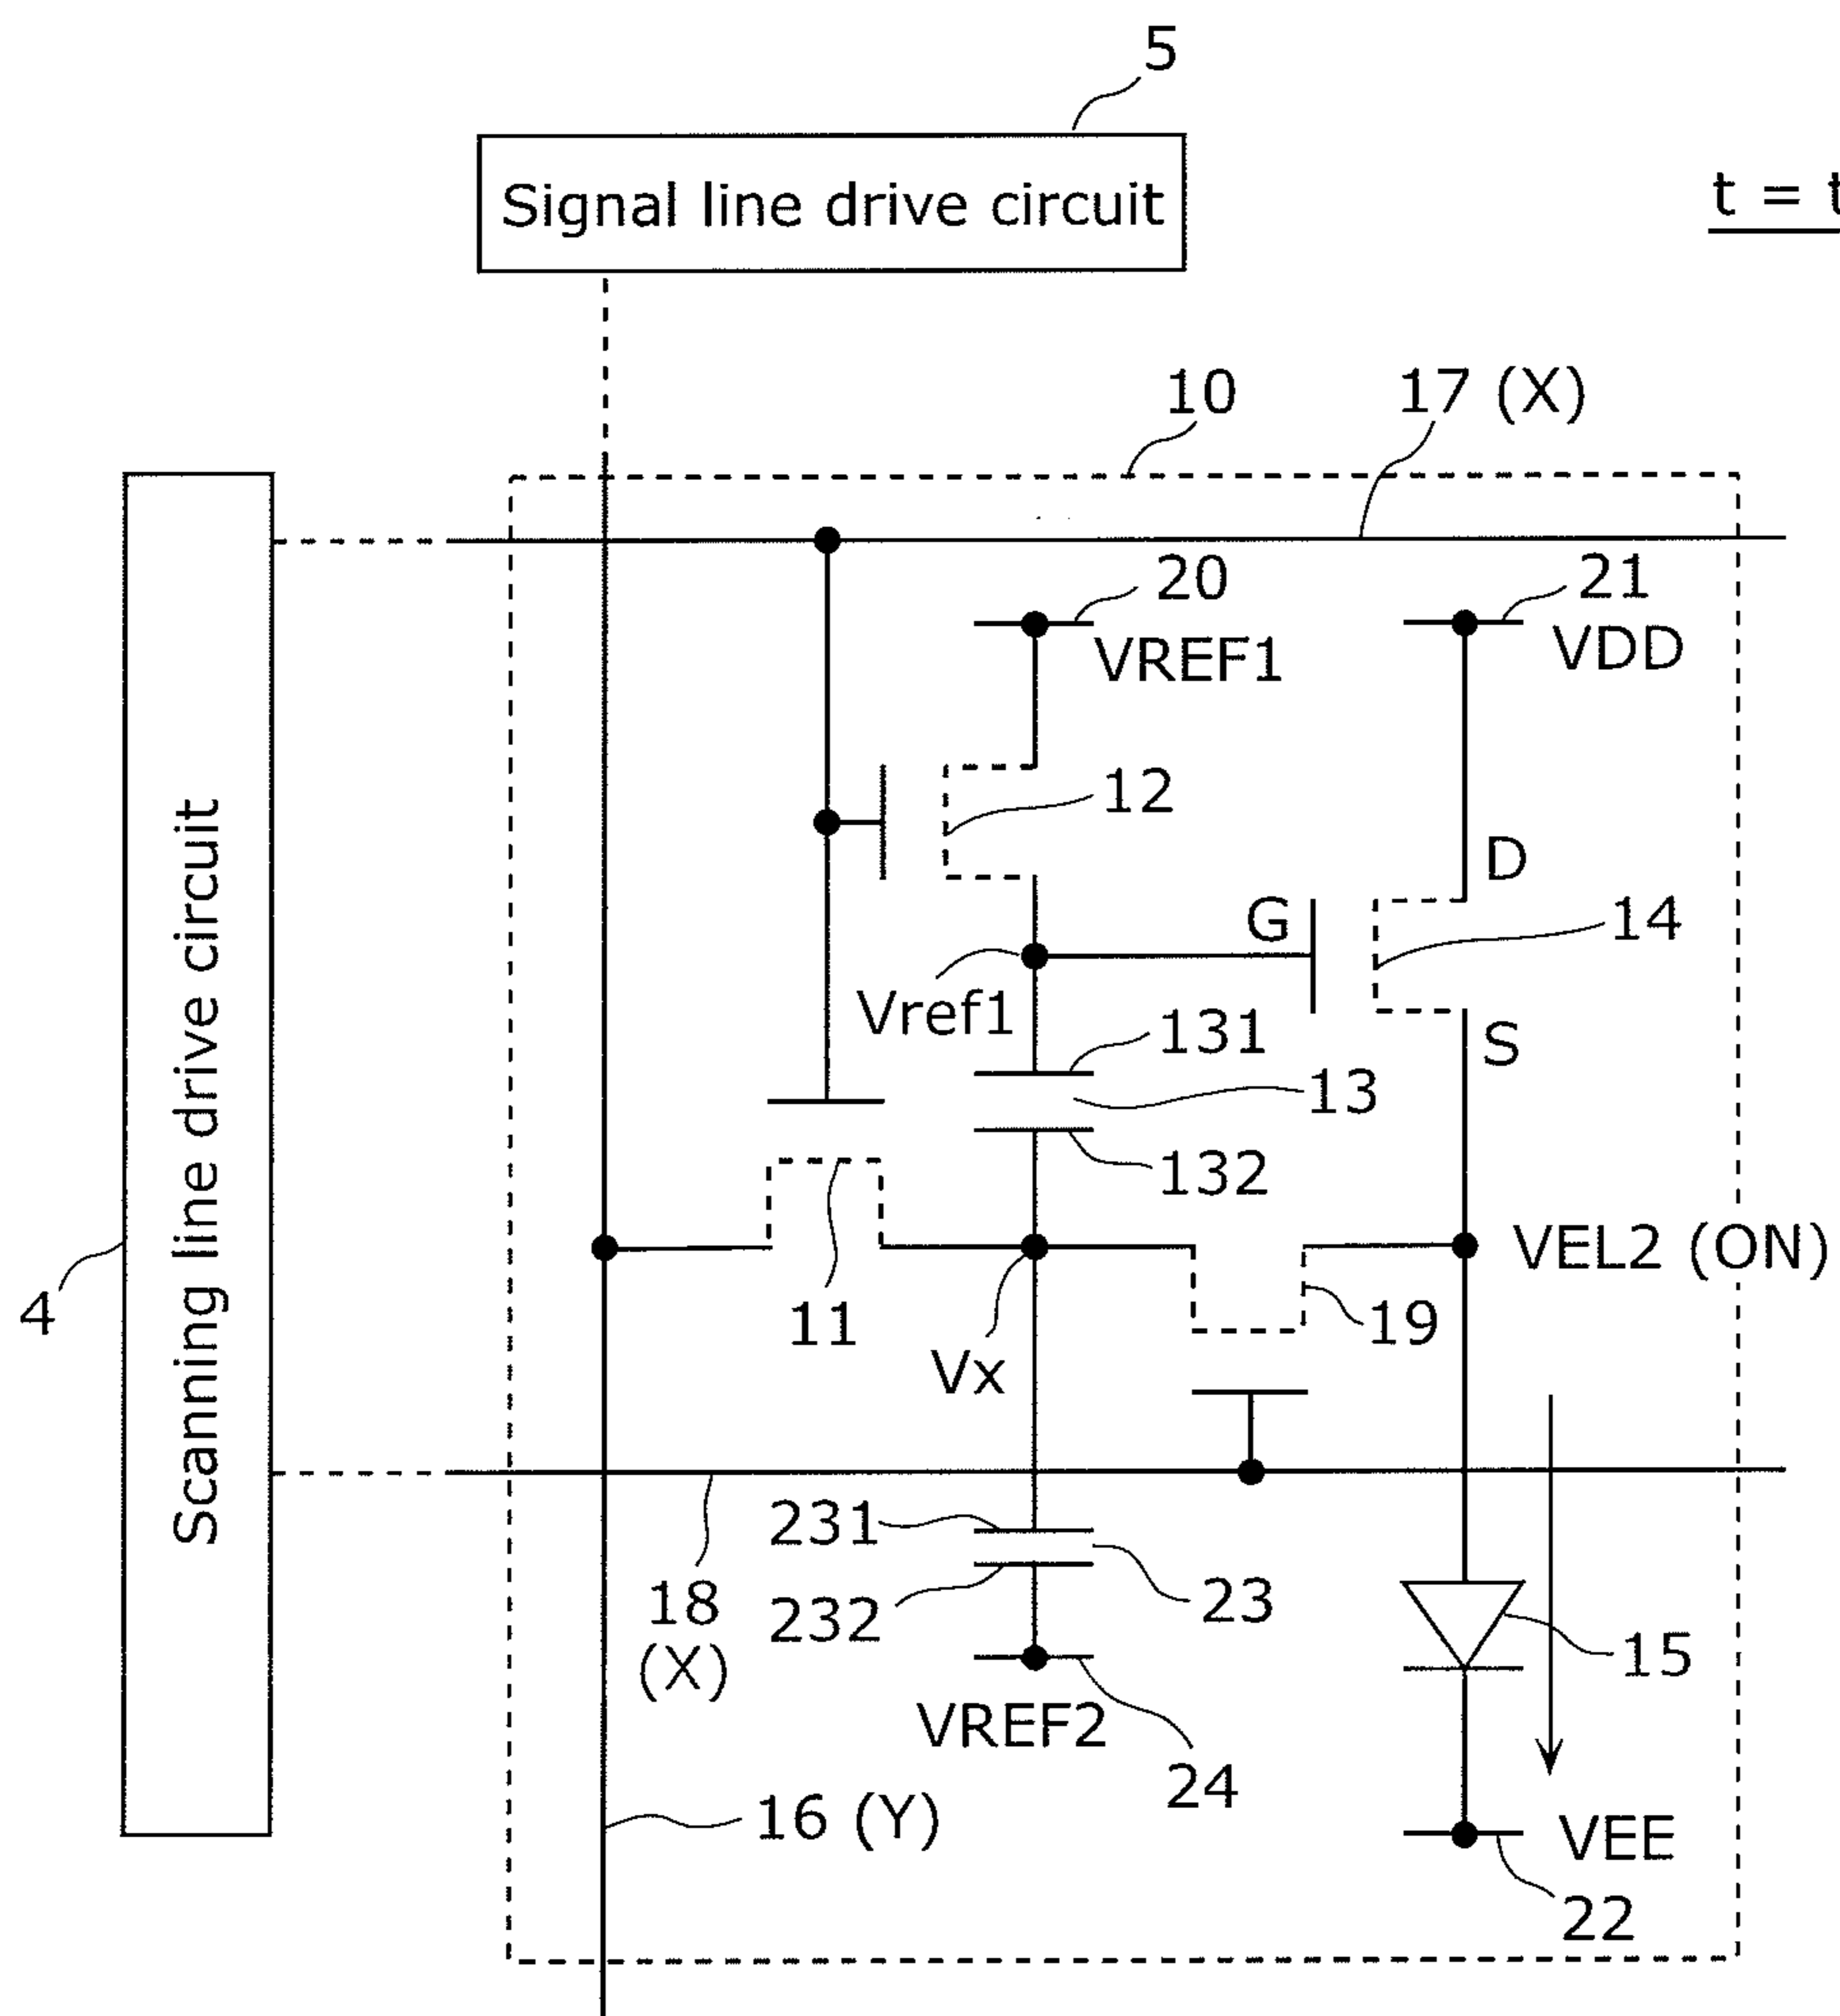 5
Signal line drive circuit
t = t
10
17 (X)
20
21
VREF1
VDD
12
D
G
14
Vref1
131
S
13
132
VEL2 (ON)
11
19
4
Scanning line drive circuit
Vx
231
18
(X)
232
23
15
VREF2
24
16 (Y)
VEE
22